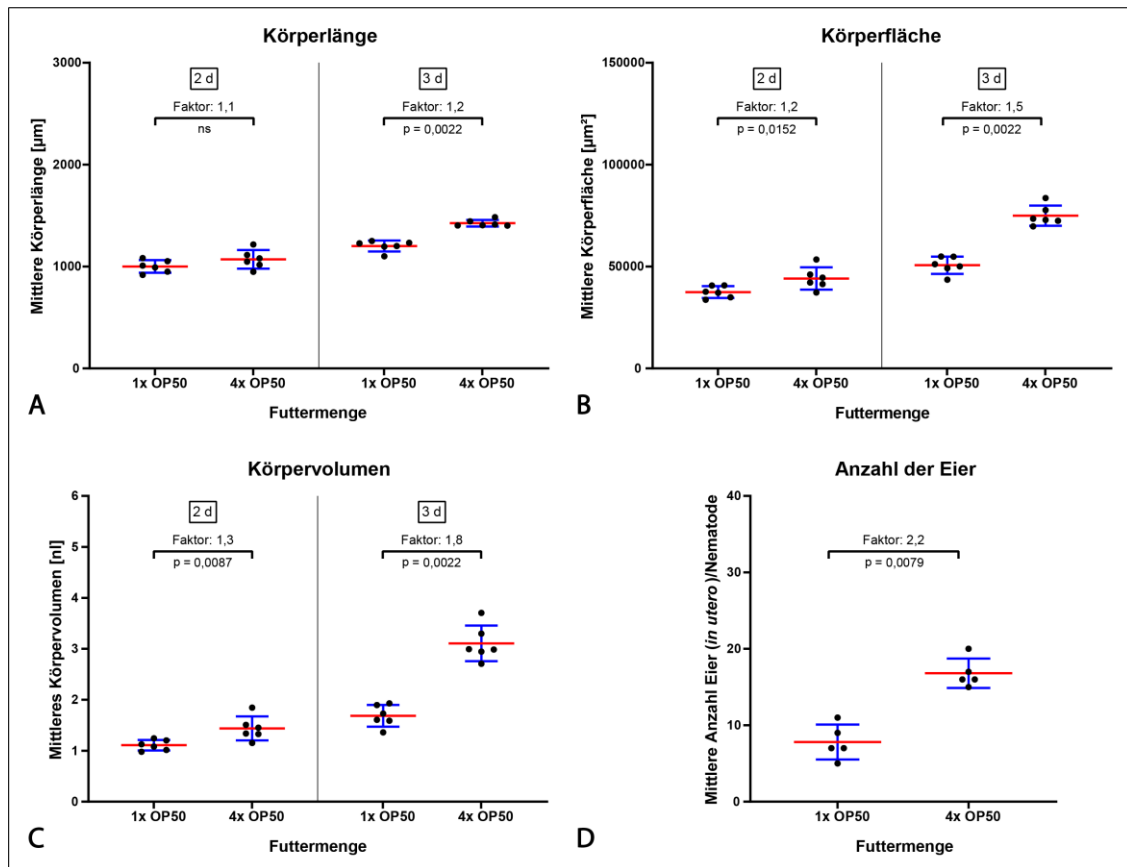 Körperlänge
Mittlere Körperlänge [µm]
3000
2000
1000
0
2 d
Faktor: 1,1
ns
3 d
Faktor: 1,2
p = 0,0022
1x OP50
4x OP50
1x OP50
4x OP50
Futtermenge
A
Körperfläche
Mittlere Körperfläche [µm²]
150000
100000
50000
0
2 d
Faktor: 1,2
p = 0,0152
3 d
Faktor: 1,5
p = 0,0022
1x OP50
4x OP50
1x OP50
4x OP50
Futtermenge
B
Körpervolumen
Mittleres Körpervolumen [nl]
6
5
4
3
2
1
0
2 d
Faktor: 1,3
p = 0,0087
3 d
Faktor: 1,8
p = 0,0022
1x OP50
4x OP50
1x OP50
4x OP50
Futtermenge
C
Anzahl der Eier
Mittlere Anzahl Eier (in utero)/Nematode
40
30
20
10
0
Faktor: 2,2
p = 0,0079
1x OP50
4x OP50
Futtermenge
D